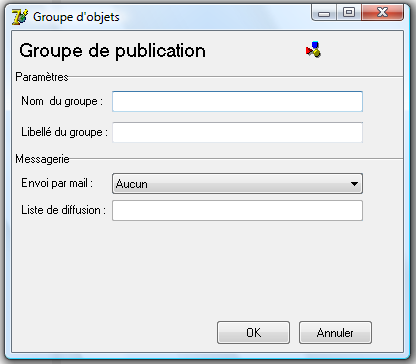 Groupe d'objets
Groupe de publication
Paramètres
Nom du groupe :
Libellé du groupe :
Messagerie
Envoi par mail : Aucun
Liste de diffusion :
OK Annuler